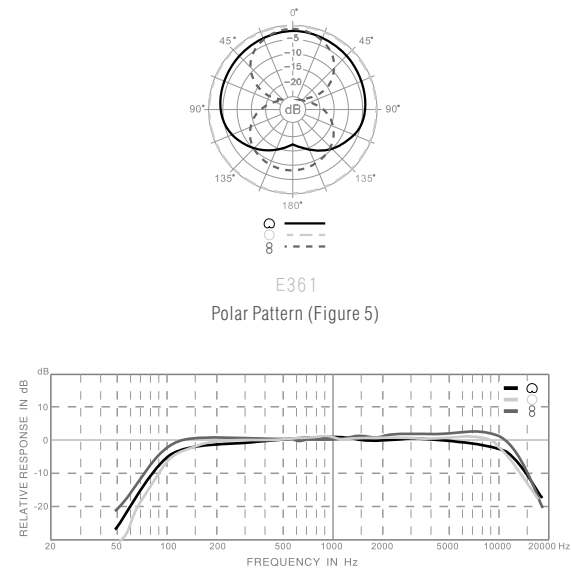 0°
45° 45°
-5
-10
-15
-20
90° dB 90°
135° 135°
180°
E361
Polar Pattern (Figure 5)
dB
10
0
-10
-20
RELATIVE RESPONSE IN dB
20 50 100 200 500 1000 2000 5000 10000 20000 Hz
FREQUENCY IN Hz